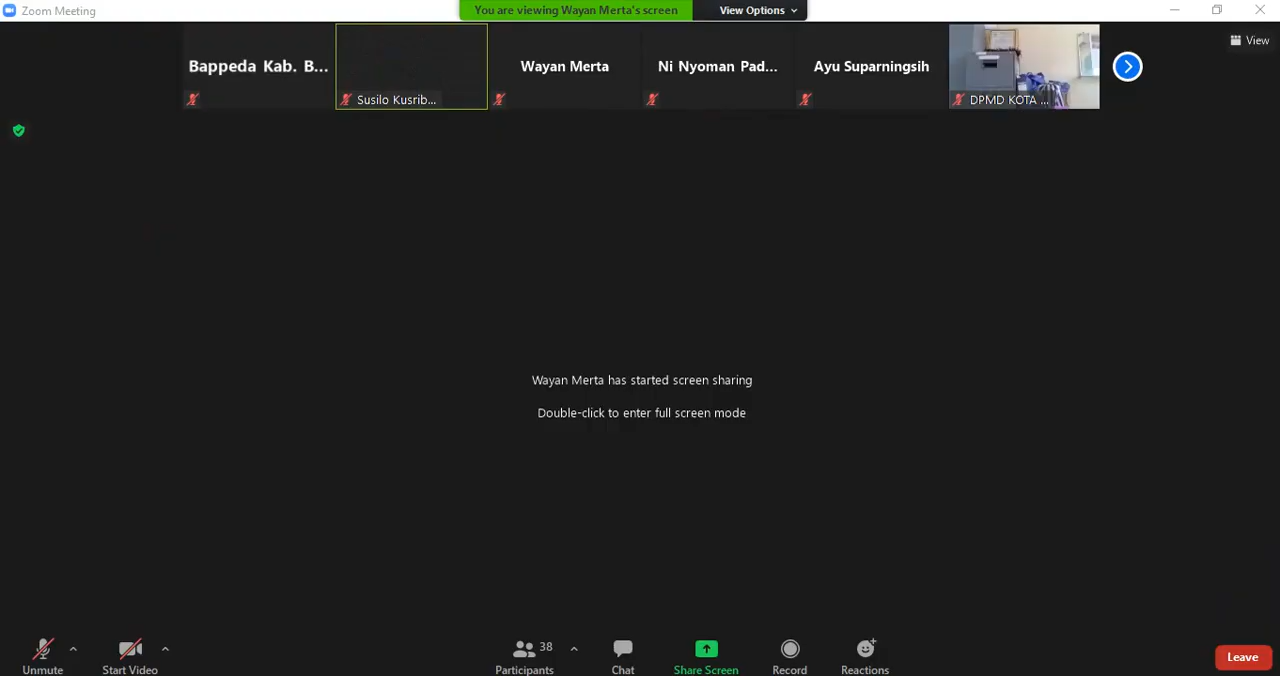 Zoom Meeting
You are viewing Wayan Merta's screen
View Options
View
Bappeda Kab. B...
Susilo Kusrib...
Wayan Merta
Ni Nyoman Pad...
Ayu Suparningsih
DPMD KOTA ...
Wayan Merta has started screen sharing
Double-click to enter full screen mode
Unmute
Start Video
38
Participants
Chat
Share Screen
Record
Reactions
Leave